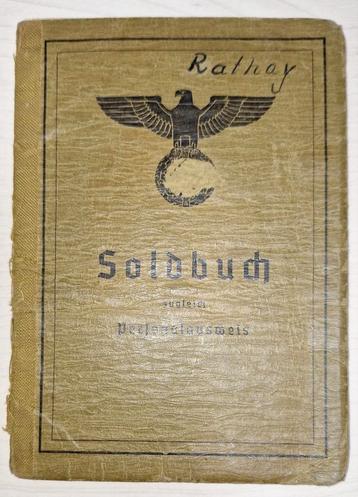 Rathay
Soldbuch
zugleich
Personalausweis